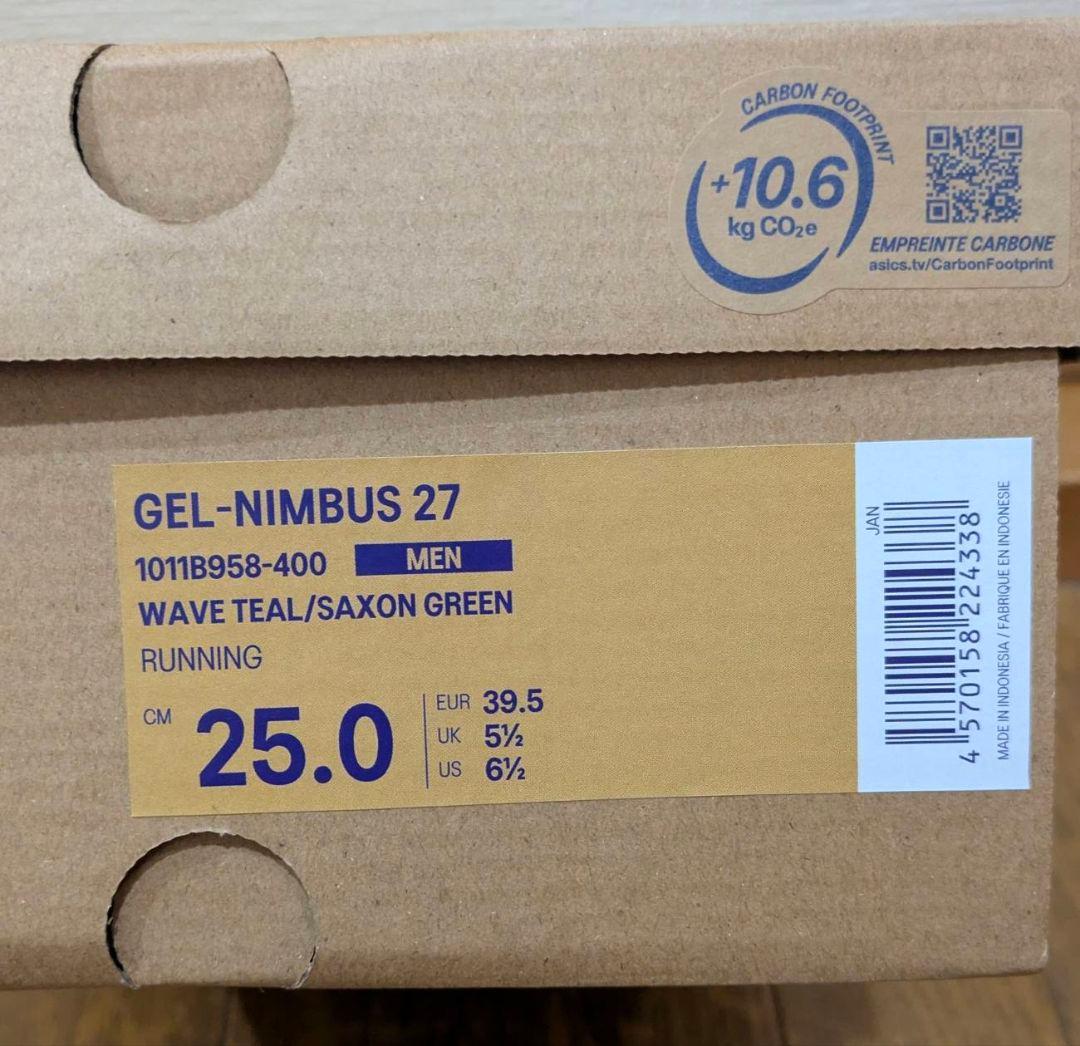 CARBON FOOTPRINT
+10.6
kg CO₂e
EMPREINTE CARBONE
asics.tv/CarbonFootprint
GEL-NIMBUS 27
1011B958-400 MEN
WAVE TEAL/SAXON GREEN
RUNNING
CM 25.0
EUR 39.5
UK 5½
US 6½
JAN
4 570158 224338
MADE IN INDONESIA / FABRIQUE EN INDONESIE